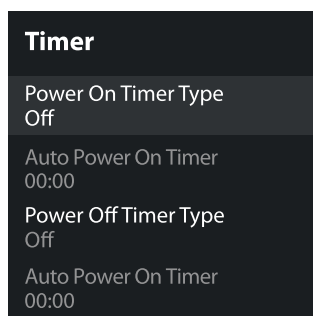 Timer
Power On Timer Type
Off
Auto Power On Timer
00:00
Power Off Timer Type
Off
Auto Power On Timer
00:00